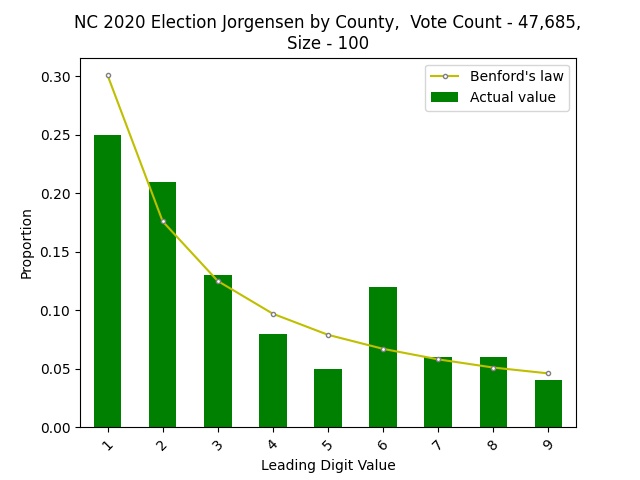 NC 2020 Election Jorgensen by County,  Vote Count - 47,685,
Size - 100
Benford's law
Actual value
Proportion
0.30
0.25
0.20
0.15
0.10
0.05
0.00
1 2 3 4 5 6 7 8 9
Leading Digit Value